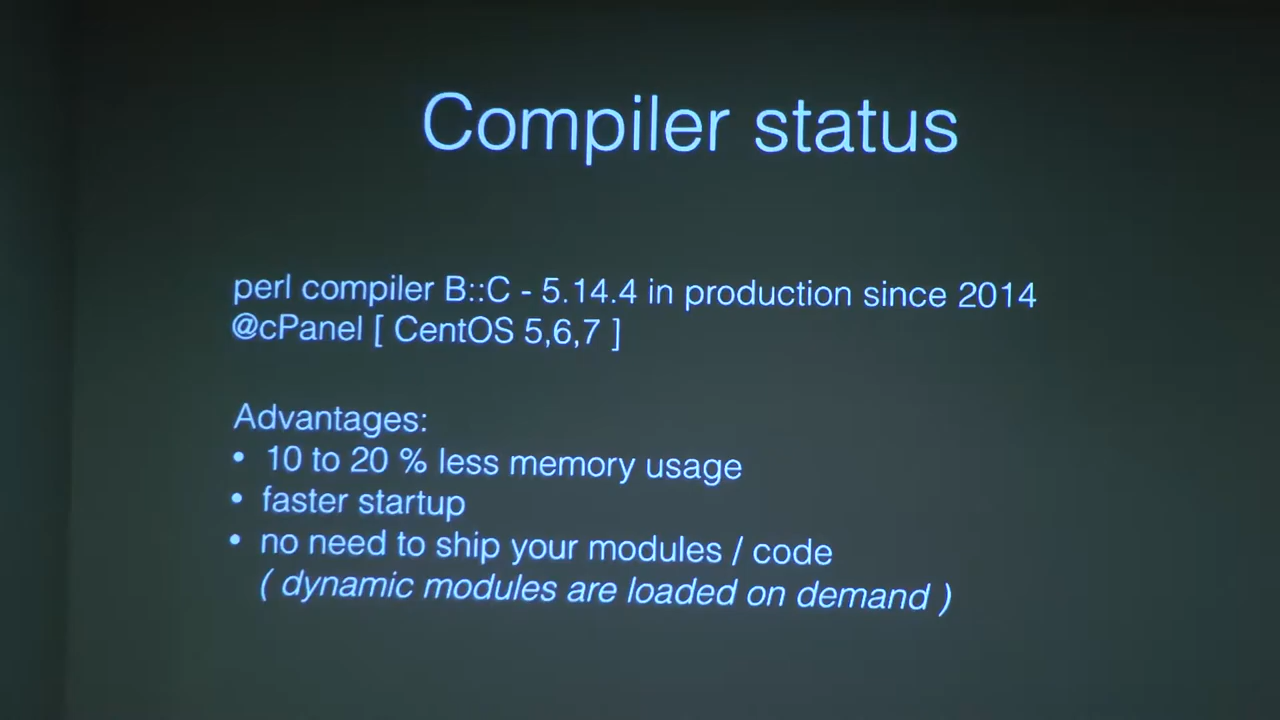 Compiler status
perl compiler B::C - 5.14.4 in production since 2014
@cPanel [ CentOS 5,6,7 ]
Advantages:
• 10 to 20 % less memory usage
• faster startup
• no need to ship your modules / code
( dynamic modules are loaded on demand )